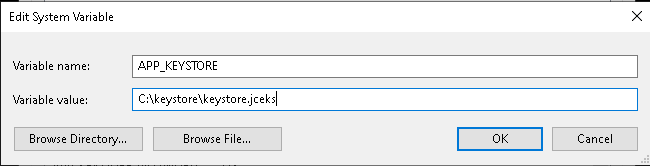 Edit System Variable
Variable name: APP_KEYSTORE
Variable value: C:\keystore\keystore.jceks
Browse Directory... Browse File... OK Cancel